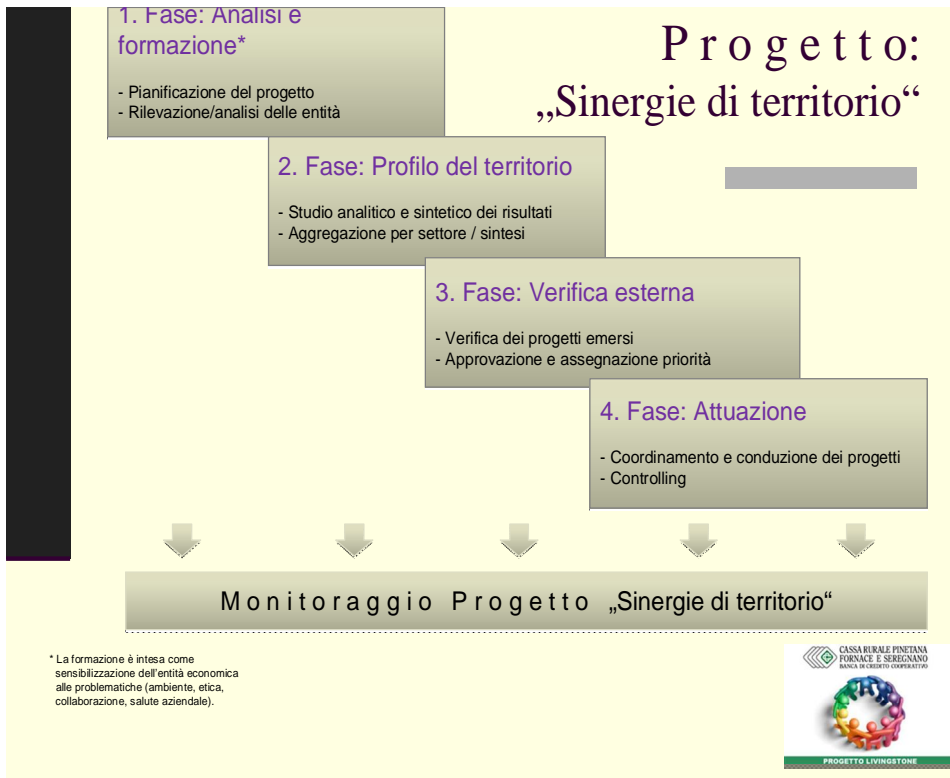 1. Fase: Analisi e
formazione*
- Pianificazione del progetto
- Rilevazione/analisi delle entità
P r o g e t t o:
„Sinergie di territorio“
2. Fase: Profilo del territorio
- Studio analitico e sintetico dei risultati
- Aggregazione per settore / sintesi
3. Fase: Verifica esterna
- Verifica dei progetti emersi
- Approvazione e assegnazione priorità
4. Fase: Attuazione
- Coordinamento e conduzione dei progetti
- Controlling
M o n i t o r a g g i o P r o g e t t o „Sinergie di territorio“
* La formazione è intesa come
sensibilizzazione dell'entità economica
alle problematiche (ambiente, etica,
collaborazione, salute aziendale).
CASSA RURALE PINETANA
FORNACE E SEREGNANO
BANCA DI CREDITO COOPERATIVO
PROGETTO LIVINGSTONE